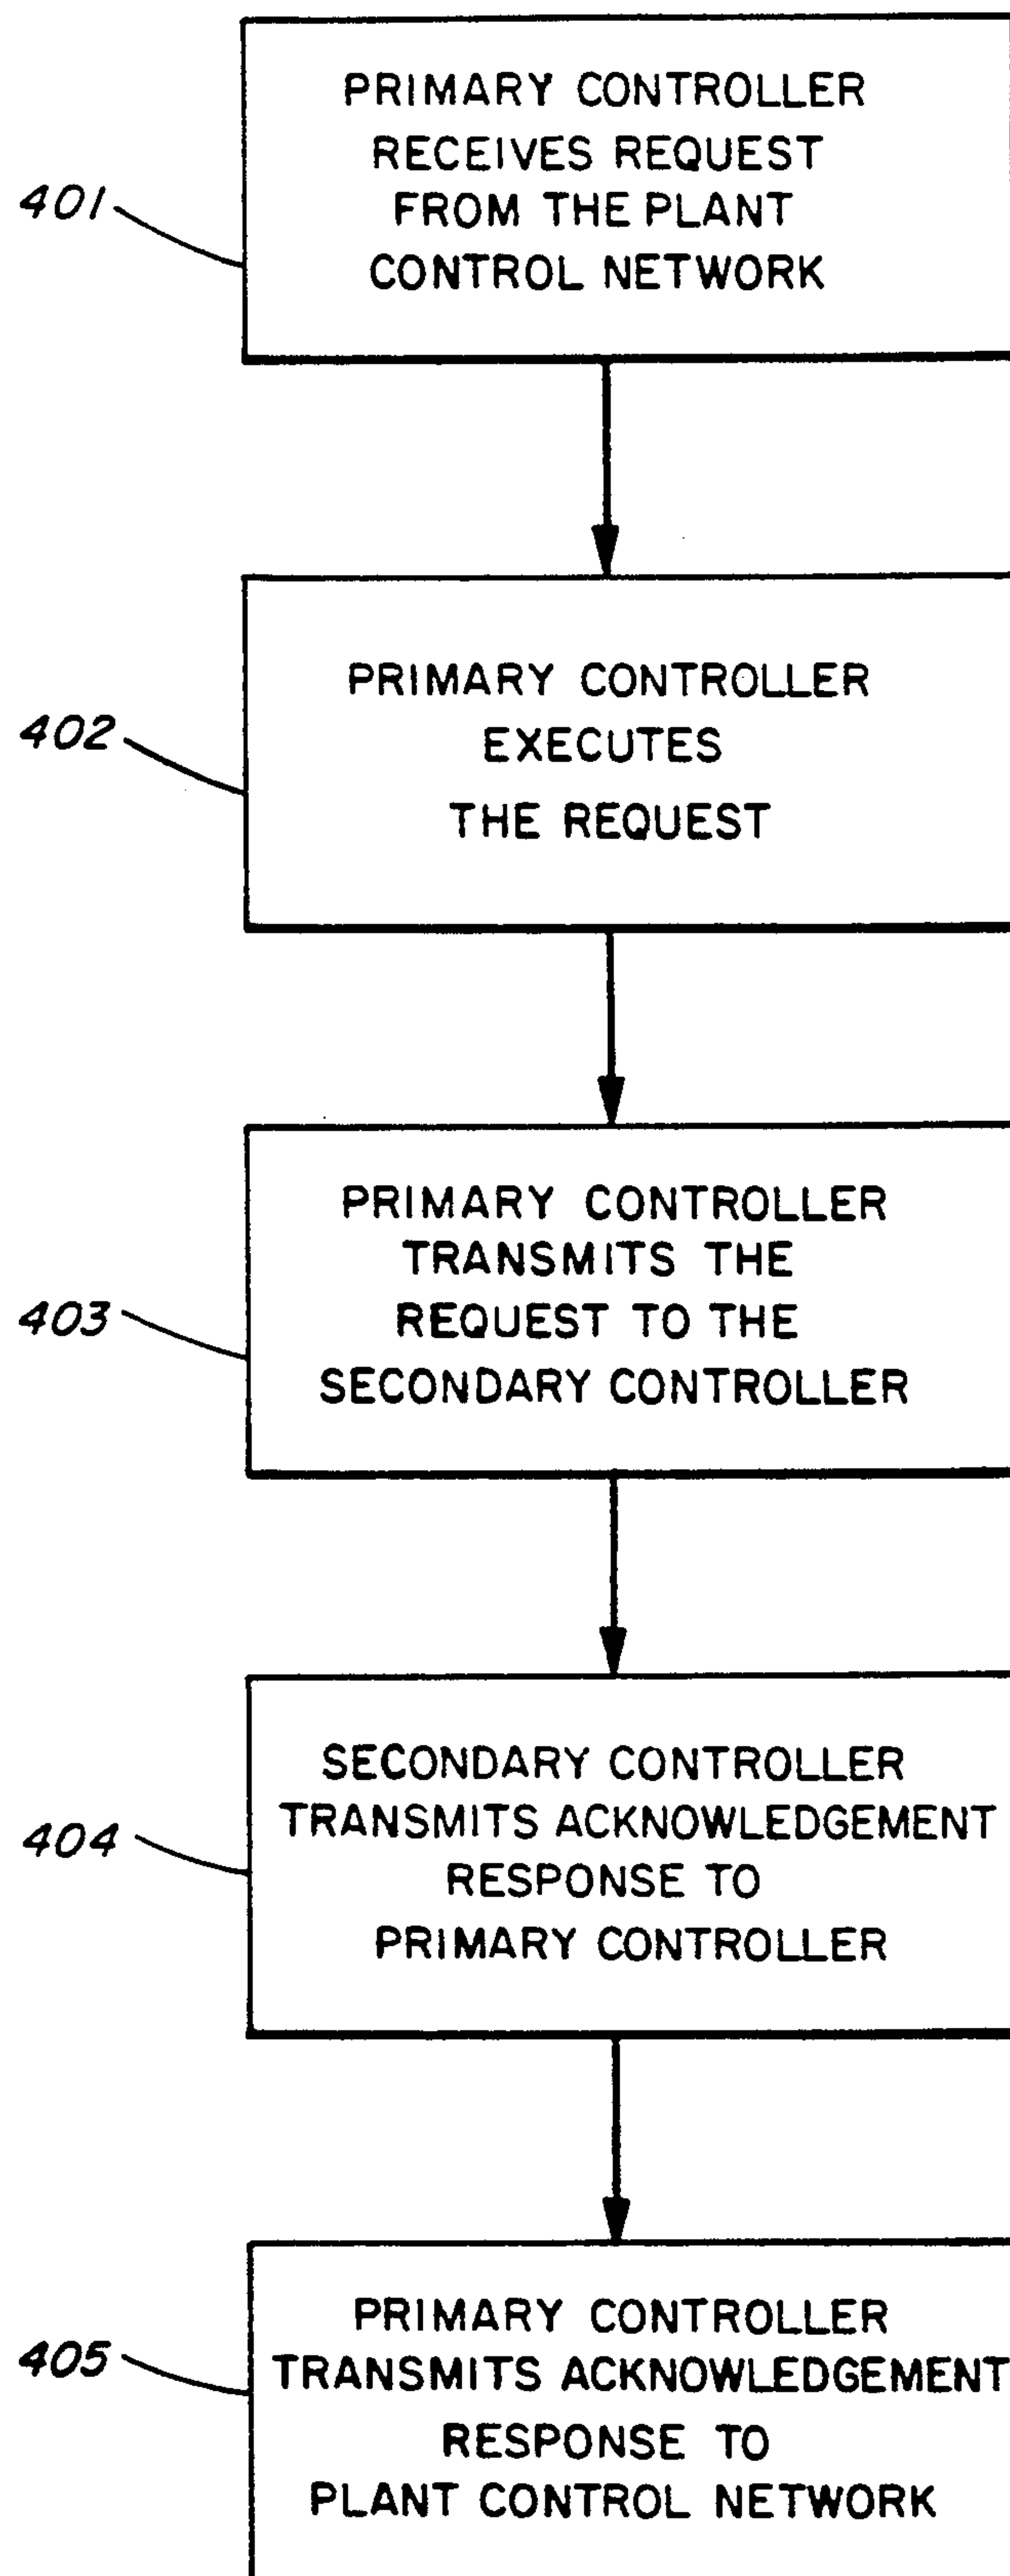 401
PRIMARY CONTROLLER
RECEIVES REQUEST
FROM THE PLANT
CONTROL NETWORK
402
PRIMARY CONTROLLER
EXECUTES
THE REQUEST
403
PRIMARY CONTROLLER
TRANSMITS THE
REQUEST TO THE
SECONDARY CONTROLLER
404
SECONDARY CONTROLLER
TRANSMITS ACKNOWLEDGEMENT
RESPONSE TO
PRIMARY CONTROLLER
405
PRIMARY CONTROLLER
TRANSMITS ACKNOWLEDGEMENT
RESPONSE TO
PLANT CONTROL NETWORK